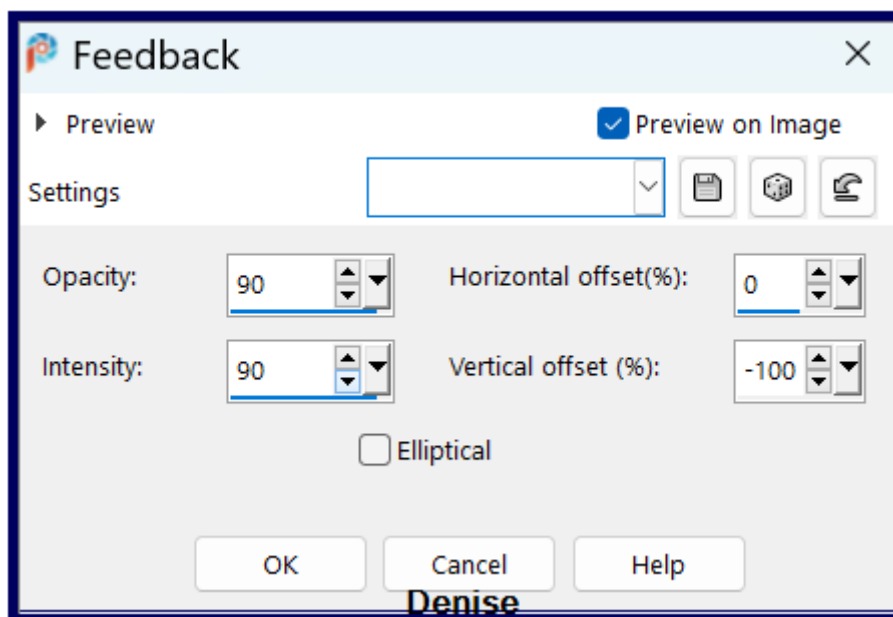 Feedback
Preview Preview on Image
Settings
Opacity: 90 Horizontal offset(%): 0
Intensity: 90 Vertical offset (%): -100
Elliptical
OK Cancel Help
Denise